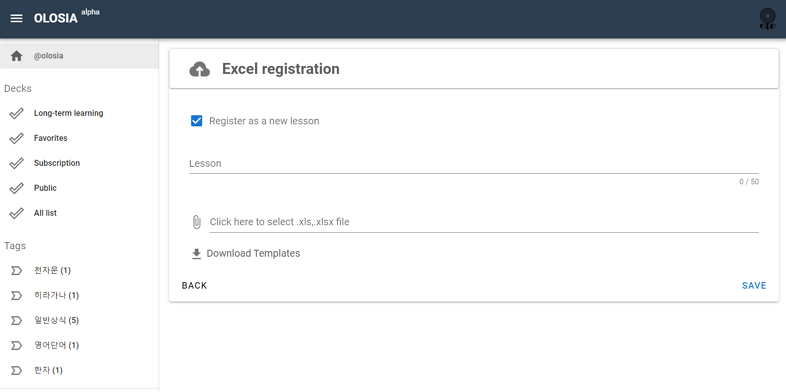 OLOSIA alpha
@olosia
Decks
Long-term learning
Favorites
Subscription
Public
All list
Tags
천자문 (1)
히라가나 (1)
일반상식 (5)
영어단어 (1)
한자 (1)
Excel registration
Register as a new lesson
Lesson
0 / 50
Click here to select .xls,.xlsx file
Download Templates
BACK
SAVE